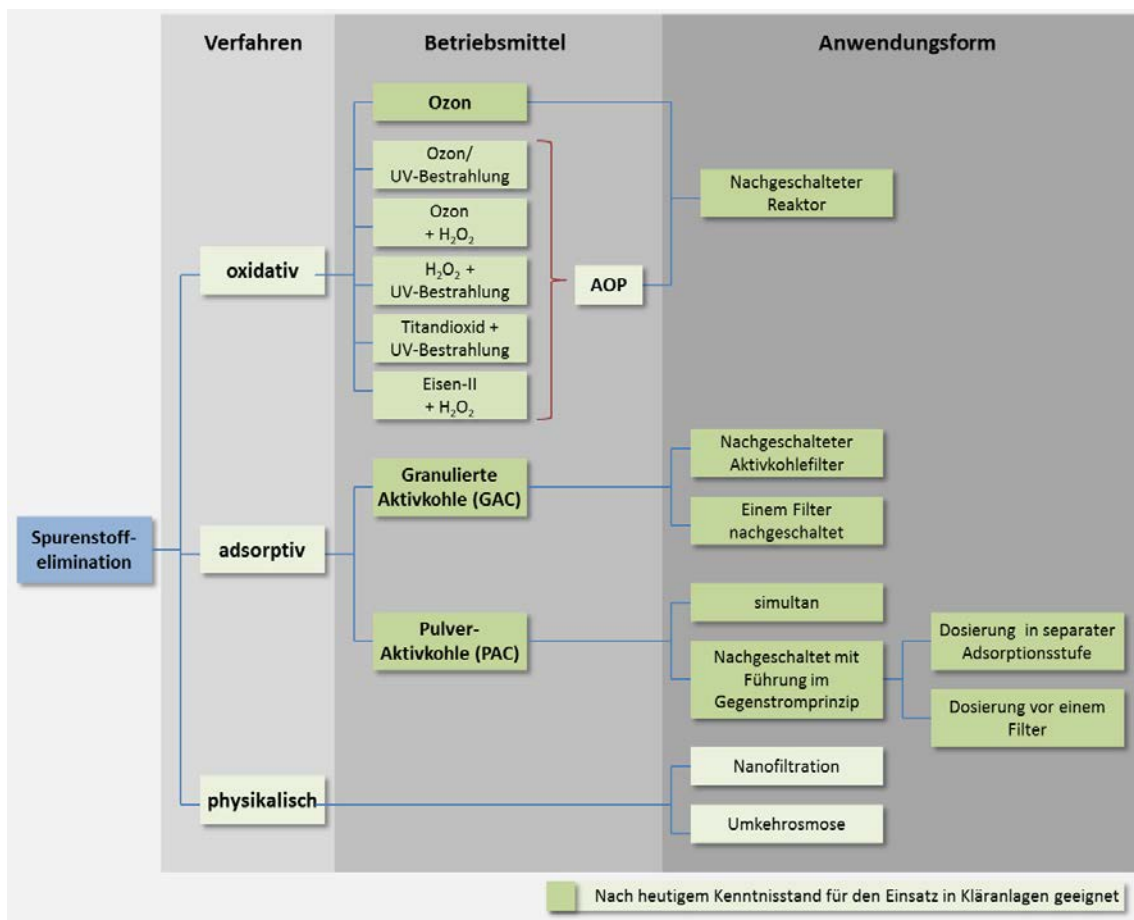 Verfahren
Betriebsmittel
Anwendungsform
Ozon
Ozon/
UV-Bestrahlung
Ozon
+ H₂O₂
H₂O₂ +
UV-Bestrahlung
Titandioxid +
UV-Bestrahlung
Eisen-II
+ H₂O₂
oxidativ
AOP
Nachgeschalteter
Reaktor
Spurenstoff-
elimination
adsorptiv
Granulierte
Aktivkohle (GAC)
Nachgeschalteter
Aktivkohlefilter
Einem Filter
nachgeschaltet
Pulver-
Aktivkohle (PAC)
simultan
Nachgeschaltet mit
Führung im
Gegenstromprinzip
Dosierung in separater
Adsorptionsstufe
Dosierung vor einem
Filter
physikalisch
Nanofiltration
Umkehrosmose
Nach heutigem Kenntnisstand für den Einsatz in Kläranlagen geeignet